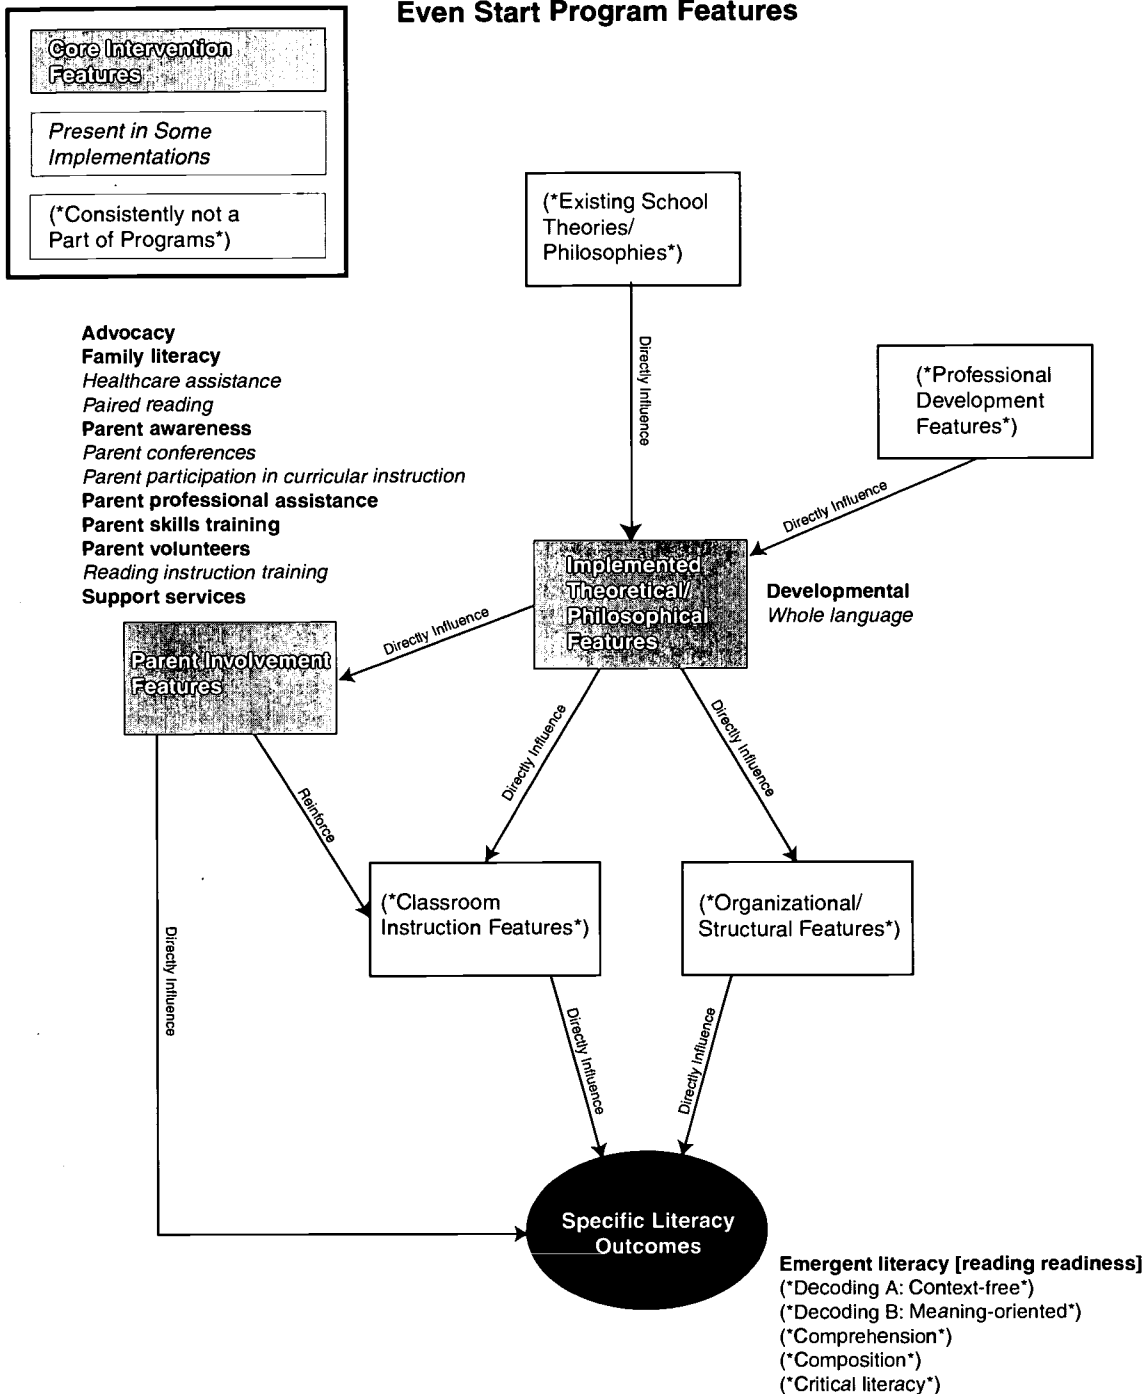 Even Start Program Features
Core Intervention
Features
Present in Some
Implementations
(*Consistently not a
Part of Programs*)
(*Existing School
Theories/
Philosophies*)
Directly Influence
(*Professional
Development
Features*)
Directly Influence
Advocacy
Family literacy
Healthcare assistance
Paired reading
Parent awareness
Parent conferences
Parent participation in curricular instruction
Parent professional assistance
Parent skills training
Parent volunteers
Reading instruction training
Support services
Implemented
Theoretical/
Philosophical
Features
Developmental
Whole language
Directly Influence
Parent Involvement
Features
Directly Influence
Directly Influence
Reinforce
(*Classroom
Instruction Features*)
(*Organizational/
Structural Features*)
Directly Influence
Directly Influence
Directly Influence
Specific Literacy
Outcomes
Emergent literacy [reading readiness]
(*Decoding A: Context-free*)
(*Decoding B: Meaning-oriented*)
(*Comprehension*)
(*Composition*)
(*Critical literacy*)